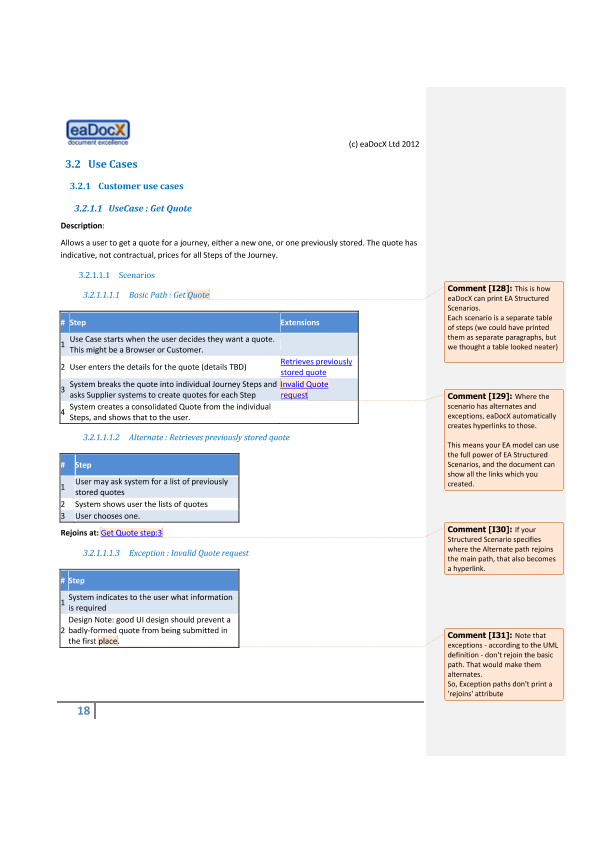 eaDocX
document excellence
(c) eaDocX Ltd 2012
3.2 Use Cases
3.2.1 Customer use cases
3.2.1.1 UseCase : Get Quote
Description:
Allows a user to get a quote for a journey, either a new one, or one previously stored. The quote has
indicative, not contractual, prices for all Steps of the Journey.
3.2.1.1.1 Scenarios
3.2.1.1.1.1 Basic Path : Get Quote
# Step Extensions
1 Use Case starts when the user decides they want a quote.
This might be a Browser or Customer.
2 User enters the details for the quote (details TBD) Retrieves previously
stored quote
3 System breaks the quote into individual Journey Steps and Invalid Quote
asks Supplier systems to create quotes for each Step request
4 System creates a consolidated Quote from the individual
Steps, and shows that to the user.
3.2.1.1.1.2 Alternate : Retrieves previously stored quote
# Step
1 User may ask system for a list of previously
stored quotes
2 System shows user the lists of quotes
3 User chooses one.
Rejoins at: Get Quote step:3
3.2.1.1.1.3 Exception : Invalid Quote request
# Step
1 System indicates to the user what information
is required
2 Design Note: good UI design should prevent a
badly-formed quote from being submitted in
the first place.
18
Comment [I28]: This is how
eaDocX can print EA Structured
Scenarios.
Each scenario is a separate table
of steps (we could have printed
them as separate paragraphs, but
we thought a table looked neater)
Comment [I29]: Where the
scenario has alternates and
exceptions, eaDocX automatically
creates hyperlinks to those.
This means your EA model can use
the full power of EA Structured
Scenarios, and the document can
show all the links which you
created.
Comment [I30]: If your
Structured Scenario specifies
where the Alternate path rejoins
the main path, that also becomes
a hyperlink.
Comment [I31]: Note that
exceptions - according to the UML
definition - don't rejoin the basic
path. That would make them
alternates.
So, Exception paths don't print a
'rejoins' attribute